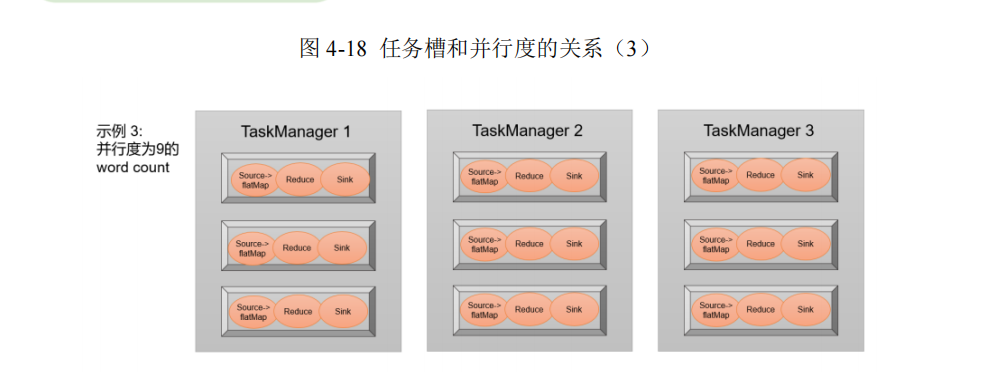 图 4-18 任务槽和并行度的关系（3）
示例 3:
并行度为9的
word count
TaskManager 1
Source->
flatMap
Reduce
Sink
Source->
flatMap
Reduce
Sink
Source->
flatMap
Reduce
Sink
TaskManager 2
Source->
flatMap
Reduce
Sink
Source->
flatMap
Reduce
Sink
Source->
flatMap
Reduce
Sink
TaskManager 3
Source->
flatMap
Reduce
Sink
Source->
flatMap
Reduce
Sink
Source->
flatMap
Reduce
Sink